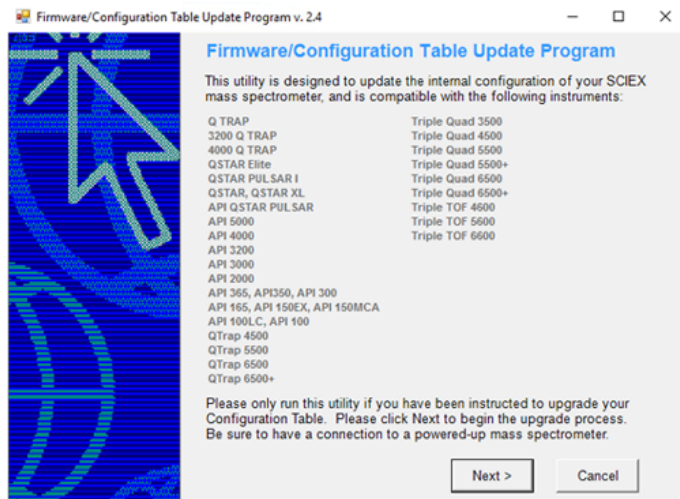 Firmware/Configuration Table Update Program v. 2.4
Firmware/Configuration Table Update Program
This utility is designed to update the internal configuration of your SCIEX
mass spectrometer, and is compatible with the following instruments:
Q TRAP
3200 Q TRAP
4000 Q TRAP
QSTAR Elite
QSTAR PULSAR I
QSTAR, QSTAR XL
API QSTAR PULSAR
API 5000
API 4000
API 3200
API 3000
API 2000
API 365, API350, API 300
API 165, API 150EX, API 150MCA
API 100LC, API 100
QTrap 4500
QTrap 5500
QTrap 6500
QTrap 6500+
Triple Quad 3500
Triple Quad 4500
Triple Quad 5500
Triple Quad 5500+
Triple Quad 6500
Triple Quad 6500+
Triple TOF 4600
Triple TOF 5600
Triple TOF 6600
Please only run this utility if you have been instructed to upgrade your
Configuration Table. Please click Next to begin the upgrade process.
Be sure to have a connection to a powered-up mass spectrometer.
Next >
Cancel